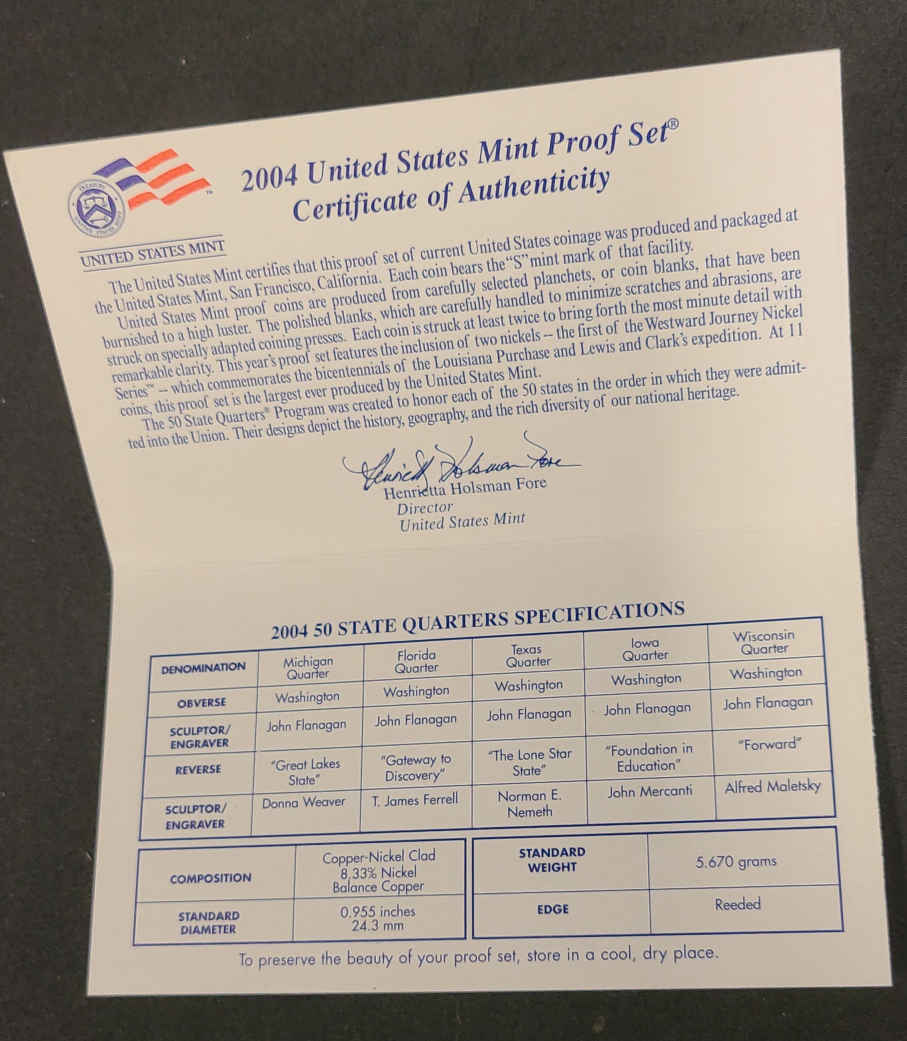 2004 United States Mint Proof Set®
Certificate of Authenticity
TREASURY
UNITED STATES MINT
™
UNITED STATES MINT
The United States Mint certifies that this proof set of current United States coinage was produced and packaged at
the United States Mint, San Francisco, California. Each coin bears the “S” mint mark of that facility.
United States Mint proof coins are produced from carefully selected planchets, or coin blanks, that have been
burnished to a high luster. The polished blanks, which are carefully handled to minimize scratches and abrasions, are
struck on specially adapted coining presses. Each coin is struck at least twice to bring forth the most minute detail with
remarkable clarity. This year's proof set features the inclusion of two nickels – the first of the Westward Journey Nickel
Series™ – which commemorates the bicentennials of the Louisiana Purchase and Lewis and Clark's expedition. At 11
coins, this proof set is the largest ever produced by the United States Mint.
The 50 State Quarters® Program was created to honor each of the 50 states in the order in which they were admit-
ted into the Union. Their designs depict the history, geography, and the rich diversity of our national heritage.
Henrietta Holsman Fore
Henrietta Holsman Fore
Director
United States Mint
2004 50 STATE QUARTERS SPECIFICATIONS
DENOMINATION Michigan Quarter Florida Quarter Texas Quarter Iowa Quarter Wisconsin Quarter
OBVERSE Washington Washington Washington Washington Washington
SCULPTOR/ENGRAVER John Flanagan John Flanagan John Flanagan John Flanagan John Flanagan
REVERSE “Great Lakes State” “Gateway to Discovery” “The Lone Star State” “Foundation in Education” “Forward”
SCULPTOR/ENGRAVER Donna Weaver T. James Ferrell Norman E. Nemeth John Mercanti Alfred Maletsky
COMPOSITION Copper-Nickel Clad 8.33% Nickel Balance Copper
STANDARD DIAMETER 0.955 inches 24.3 mm
STANDARD WEIGHT 5.670 grams
EDGE Reeded
To preserve the beauty of your proof set, store in a cool, dry place.